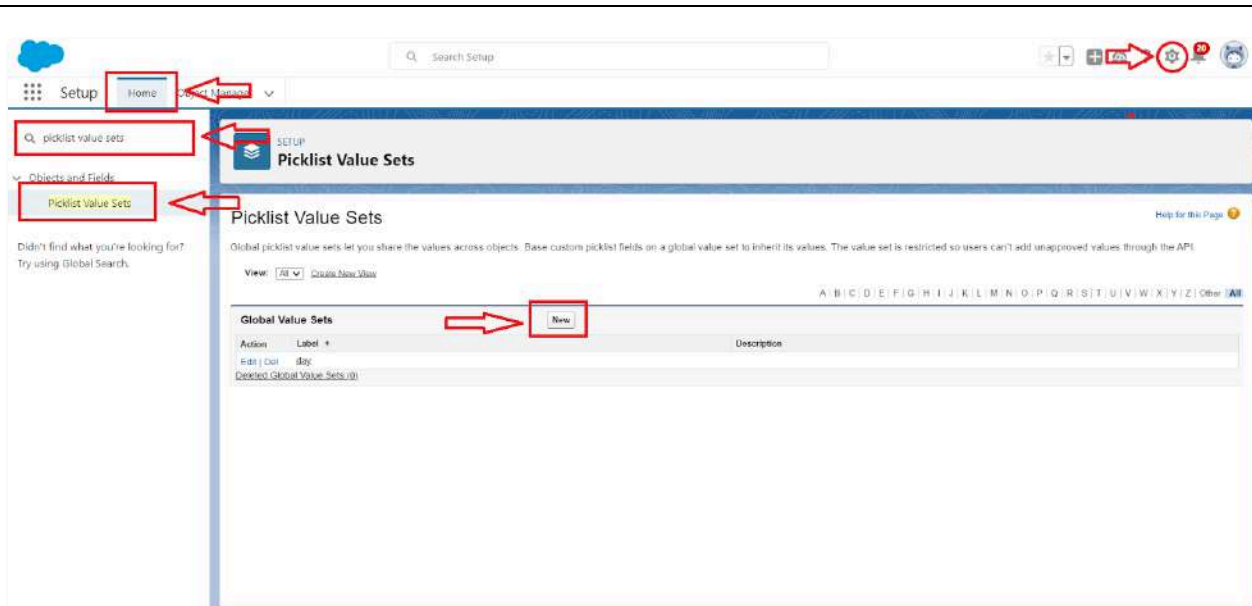 Search Setup
20
Setup Home Object Manager
picklist value sets
Objects and Fields
Picklist Value Sets
Didn't find what you're looking for?
Try using Global Search.
SETUP
Picklist Value Sets
Picklist Value Sets
Help for this Page
Global picklist value sets let you share the values across objects. Base custom picklist fields on a global value set to inherit its values. The value set is restricted so users can't add unapproved values through the API.
View: All Create New View
A | B | C | D | E | F | G | H | I | J | K | L | M | N | O | P | Q | R | S | T | U | V | W | X | Y | Z | Other | All
Global Value Sets New
Action Label Description
Edit | Del
Deleted Global Value Sets (0)